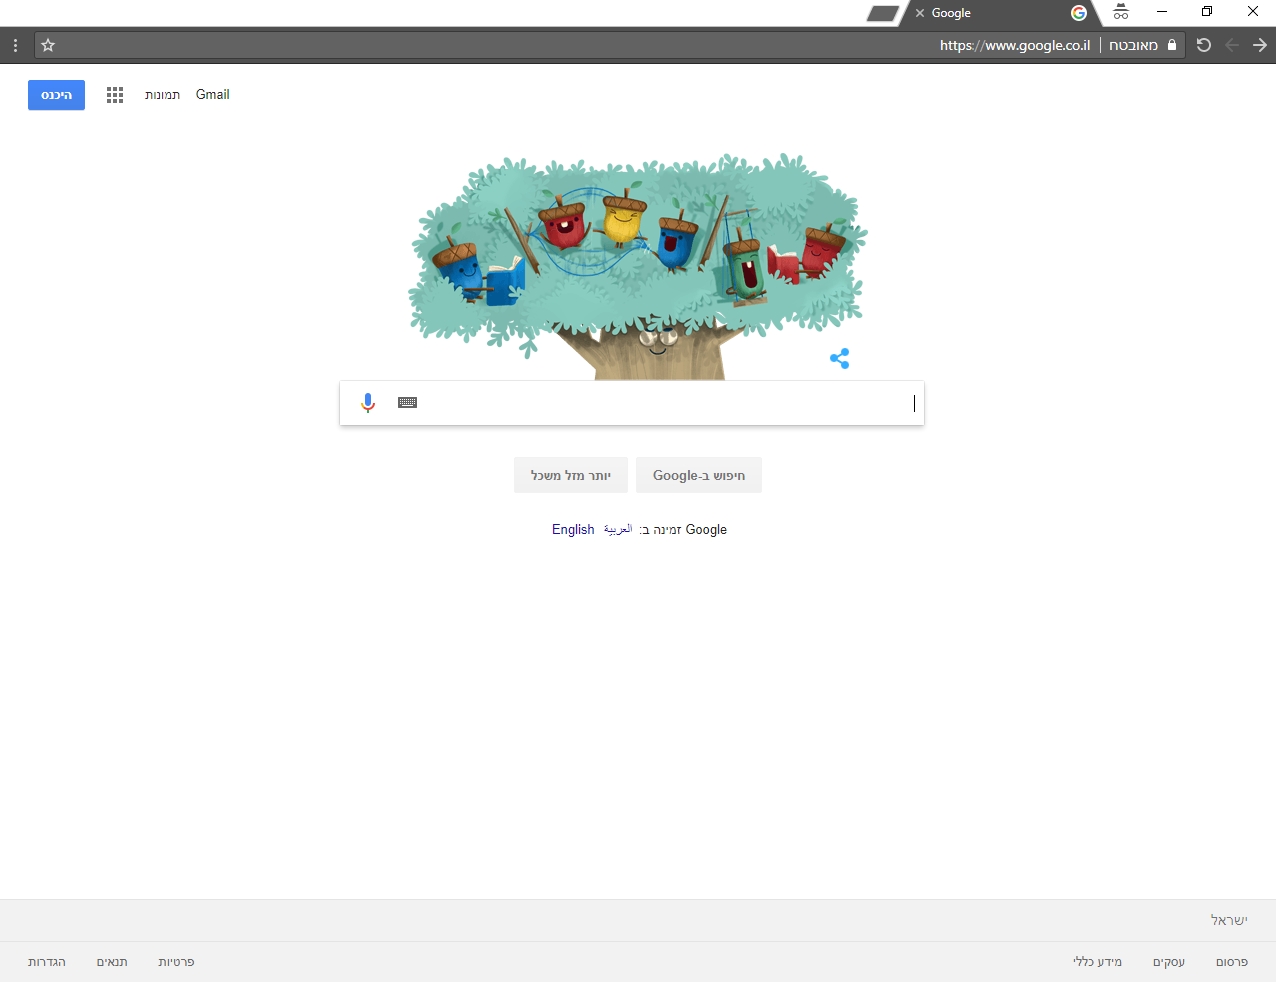 Google
https://www.google.co.il | מאובטח
Gmail תמונות היכנס
חיפוש ב-Google יותר מזל משכל
Google זמינה ב: العربية English
ישראל
פרסום עסקים מידע כללי פרטיות תנאים הגדרות